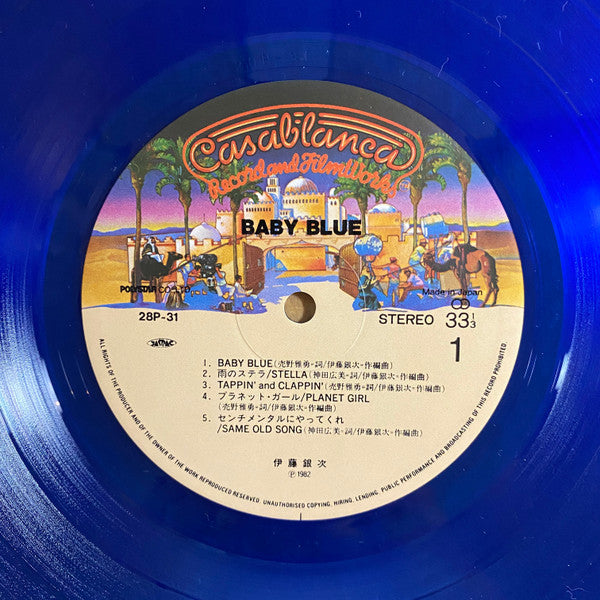 Casablanca
Record and FilmWorks
BABY BLUE
POLYSTAR CO., LTD.
Made in Japan
28P-31
STEREO 33 1/3
1
1. BABY BLUE(売野雅勇-詞/伊藤銀次-作編曲)
2. 雨のステラ/STELLA(神田広美-詞/伊藤銀次-作編曲)
3. TAPPIN' and CLAPPIN'(売野雅勇-詞/伊藤銀次-作編曲)
4. プラネット・ガール/PLANET GIRL
(売野雅勇-詞/伊藤銀次-作編曲)
5. センチメンタルにやってくれ
/SAME OLD SONG(神田広美-詞/伊藤銀次-作編曲)
伊藤銀次
℗1982
ALL RIGHTS OF THE PRODUCER AND OF THE OWNER OF THE WORK REPRODUCED RESERVED. UNAUTHORISED COPYING, HIRING, LENDING, PUBLIC PERFORMANCE AND BROADCASTING OF THIS RECORD PROHIBITED.